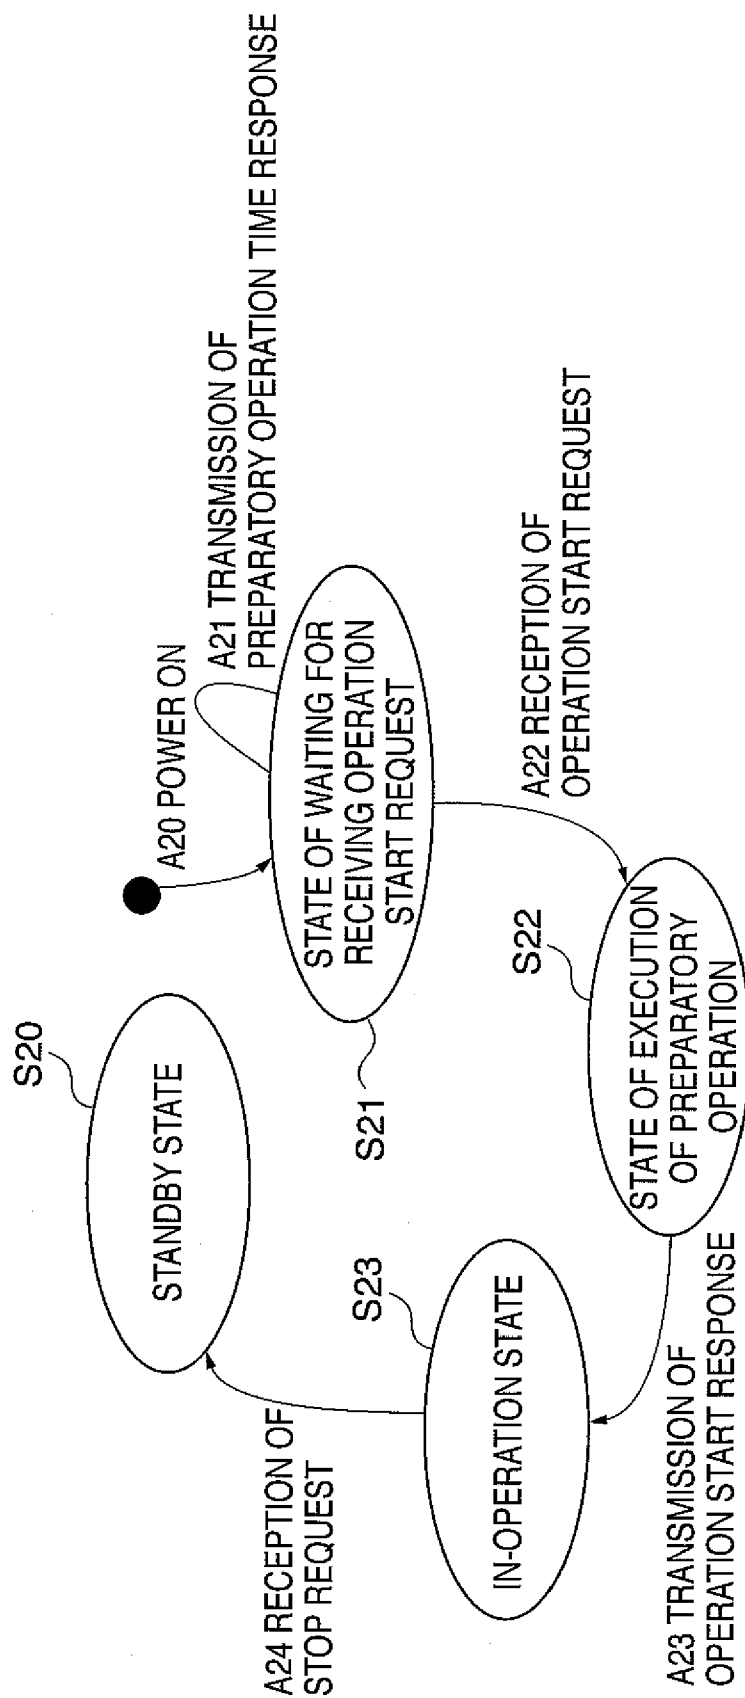 S20
STANDBY STATE
A20 POWER ON
A21 TRANSMISSION OF
PREPARATORY OPERATION TIME RESPONSE
STATE OF WAITING FOR
RECEIVING OPERATION
START REQUEST
S21
A24 RECEPTION OF
STOP REQUEST
S23
IN-OPERATION STATE
A22 RECEPTION OF
OPERATION START REQUEST
S22
STATE OF EXECUTION
OF PREPARATORY
OPERATION
A23 TRANSMISSION OF
OPERATION START RESPONSE